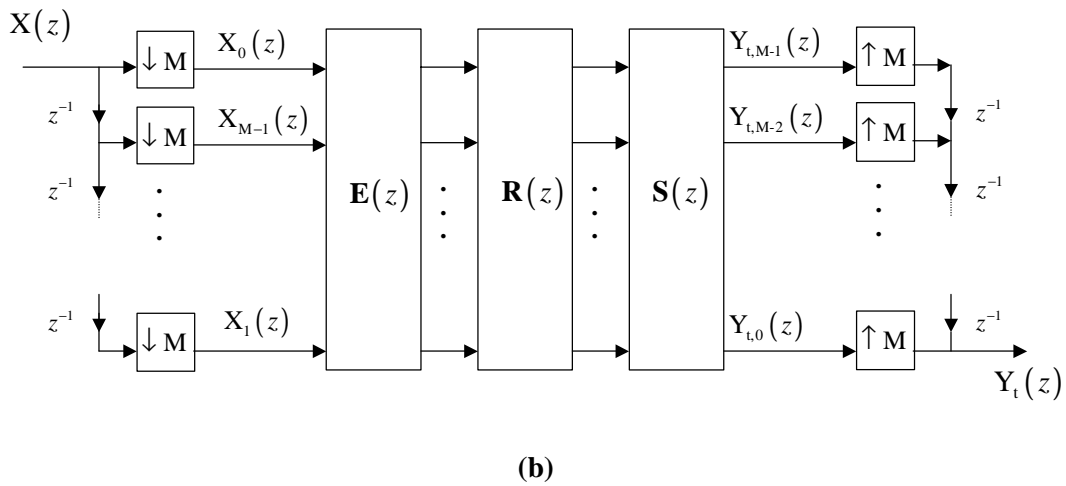 X(z)
↓ M
X₀(z)
Y_{t,M-1}(z)
↑ M
z⁻¹
z⁻¹
↓ M
X_{M-1}(z)
Y_{t,M-2}(z)
↑ M
z⁻¹
z⁻¹
E(z)
R(z)
S(z)
z⁻¹
↓ M
X₁(z)
Y_{t,0}(z)
↑ M
z⁻¹
Y_t(z)
(b)